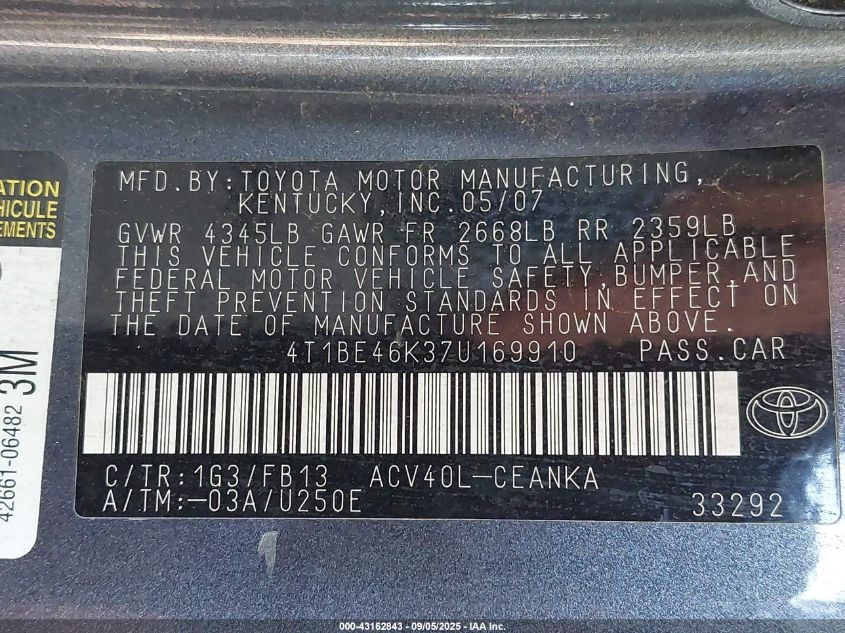 ATION
EHICULE
EMENTS
3M
42661-06482
MFD.BY:TOYOTA MOTOR MANUFACTURING,
KENTUCKY,INC.05/07
GVWR 4345LB GAWR FR 2668LB RR 2359LB
THIS VEHICLE CONFORMS TO ALL APPLICABLE
FEDERAL MOTOR VEHICLE SAFETY,BUMPER,AND
THEFT PREVENTION STANDARDS IN EFFECT ON
THE DATE OF MANUFACTURE SHOWN ABOVE.
4T1BE46K37U169910 PASS.CAR
C/TR:1G3/FB13 ACV40L-CEANKA
A/TM:-03A/U250E 33292
000-43162843 - 09/05/2025 - IAA Inc.